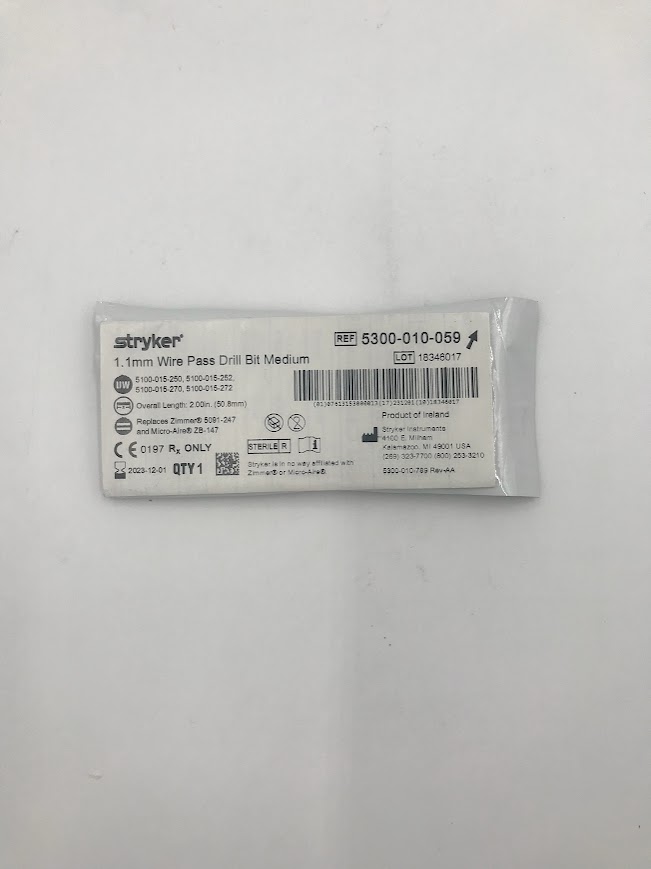 stryker®
REF 5300-010-059
1.1mm Wire Pass Drill Bit Medium
LOT 18346017
UW 5100-015-250, 5100-015-252,
5100-015-270, 5100-015-272
Overall Length: 2.00in. (50.8mm)
Replaces Zimmer® 5091-247
and Micro-Aire® ZB-147
CE 0197 Rx ONLY
2023-12-01 QTY 1
STERILE R
Stryker is in no way affiliated with
Zimmer® or Micro-Aire®
Product of Ireland
Stryker Instruments
4100 E. Milham
Kalamazoo, MI 49001 USA
(269) 323-7700 (800) 253-3210
5300-010-789 Rev-AA